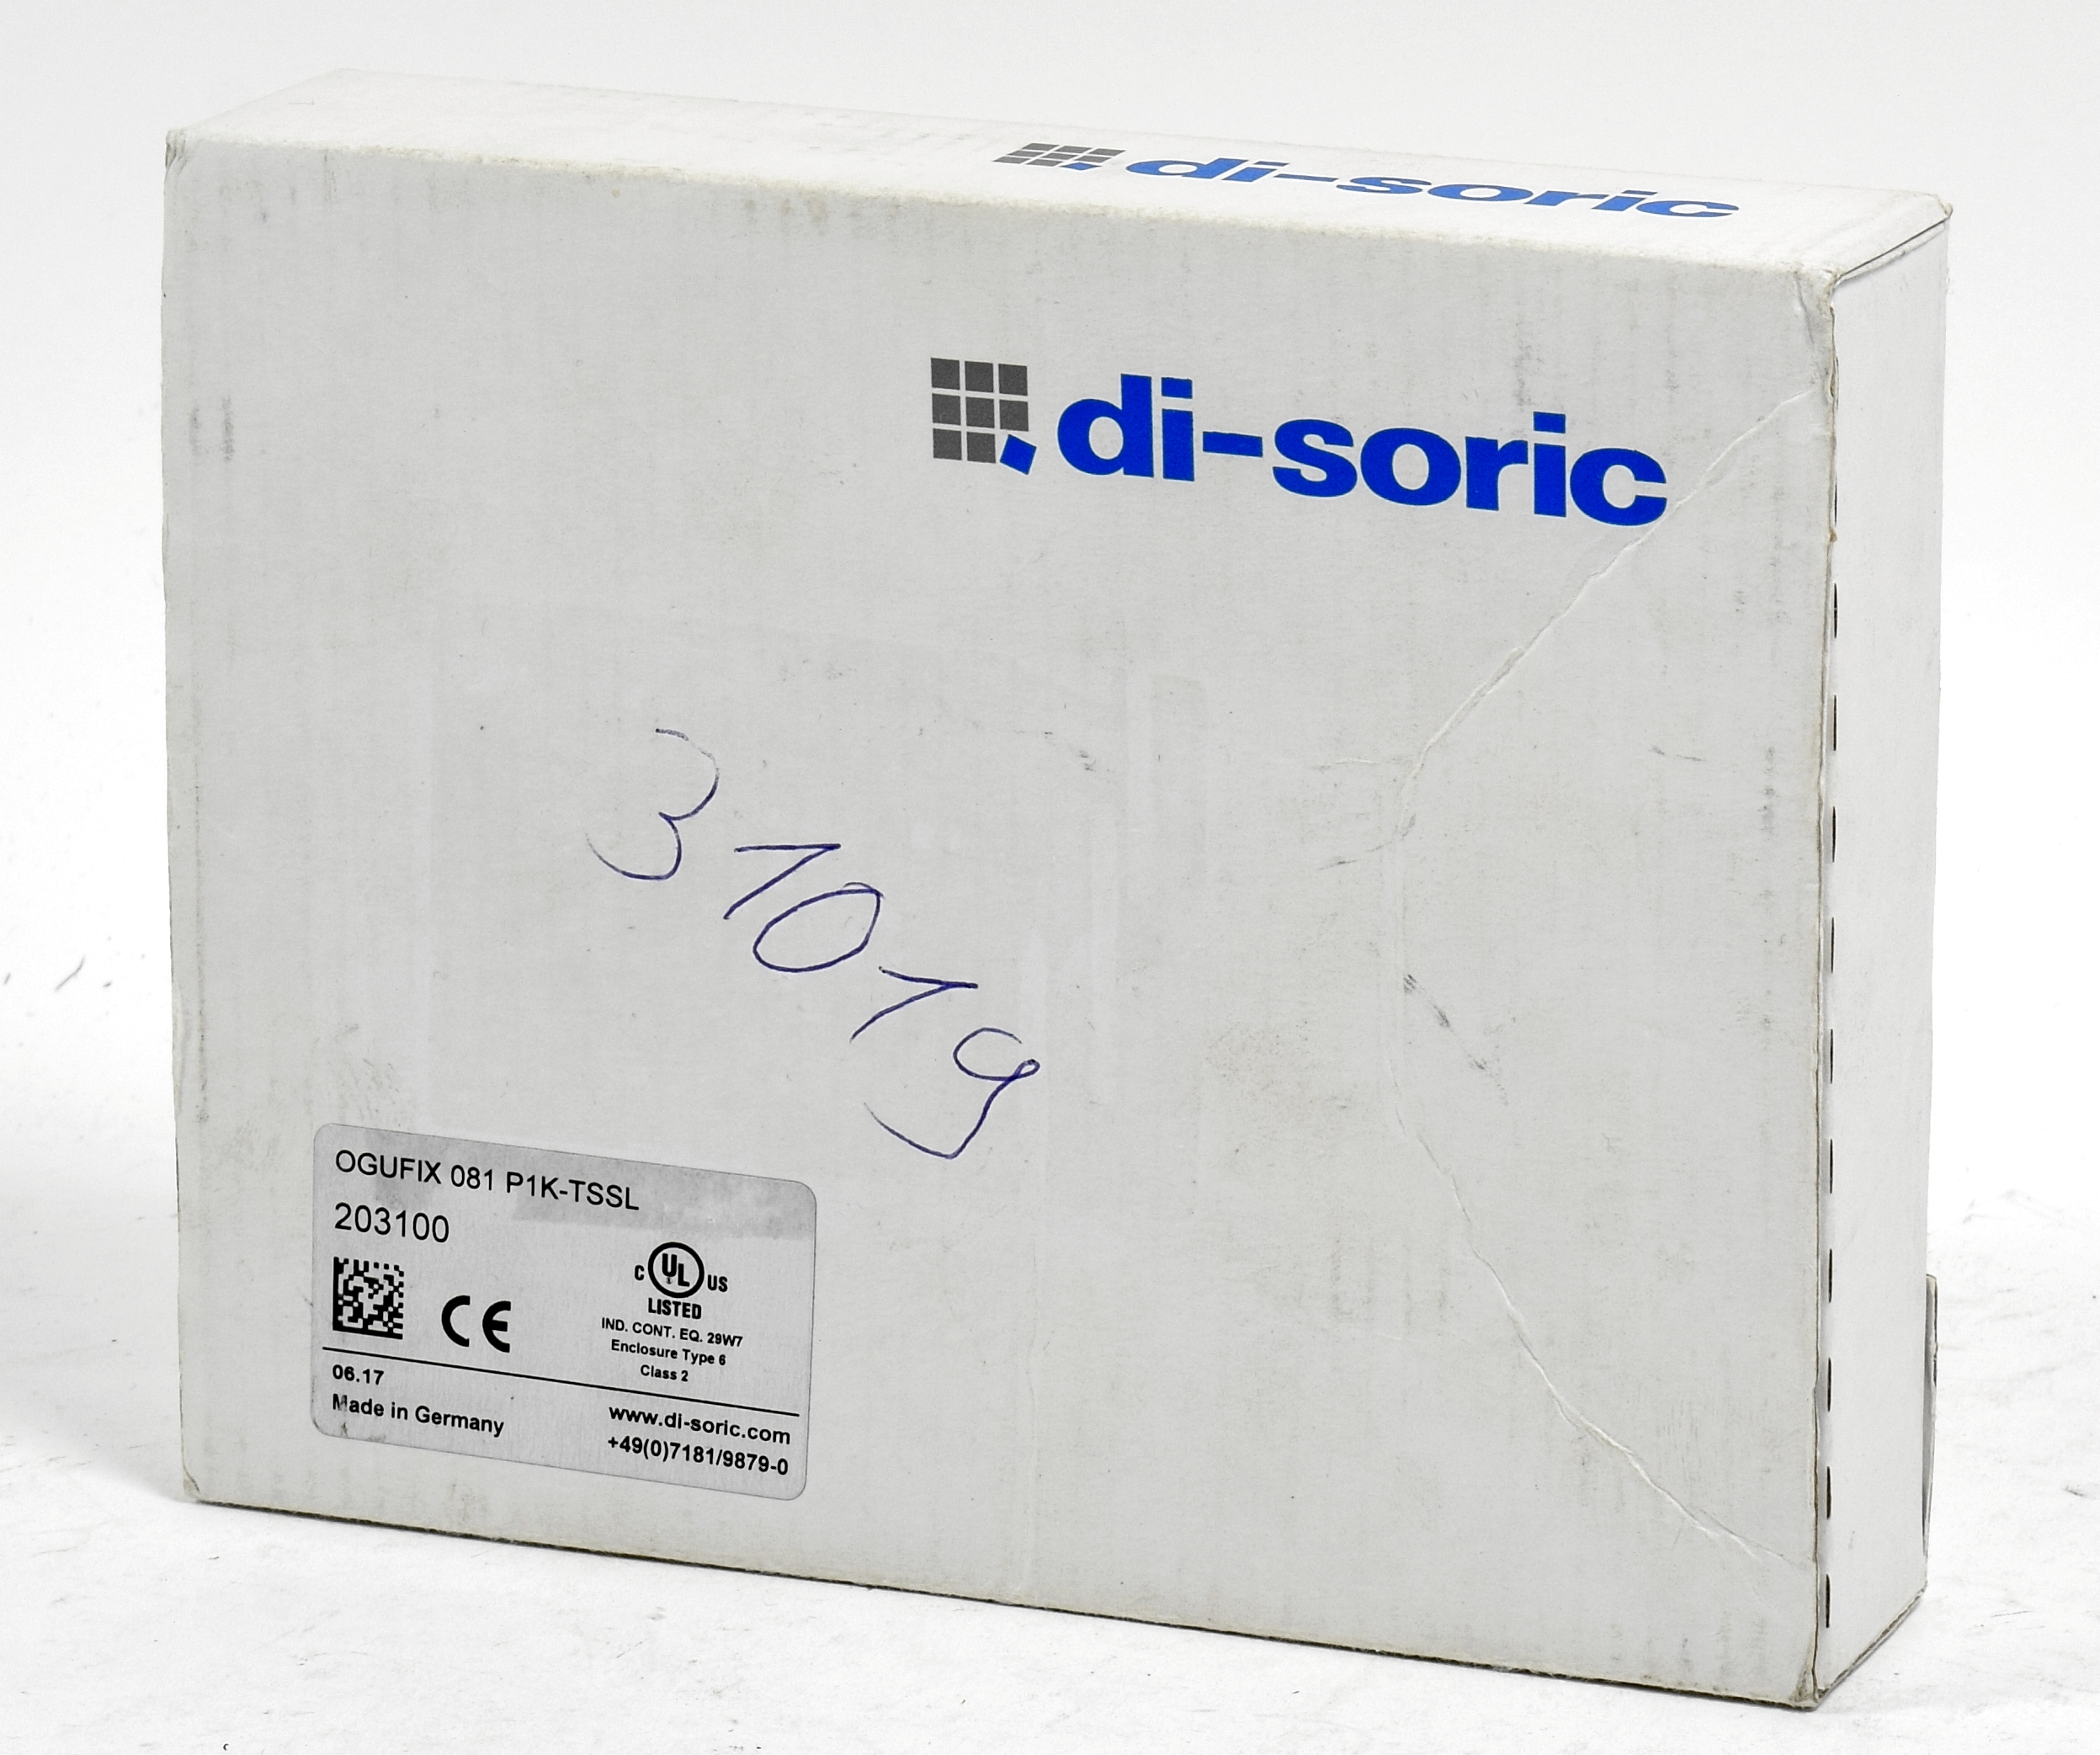 di-soric
di-soric
31019
OGUFIX 081 P1K-TSSL
203100
C UL US
LISTED
IND. CONT. EQ. 29W7
Enclosure Type 6
Class 2
CE
06.17
Made in Germany
www.di-soric.com
+49(0)7181/9879-0